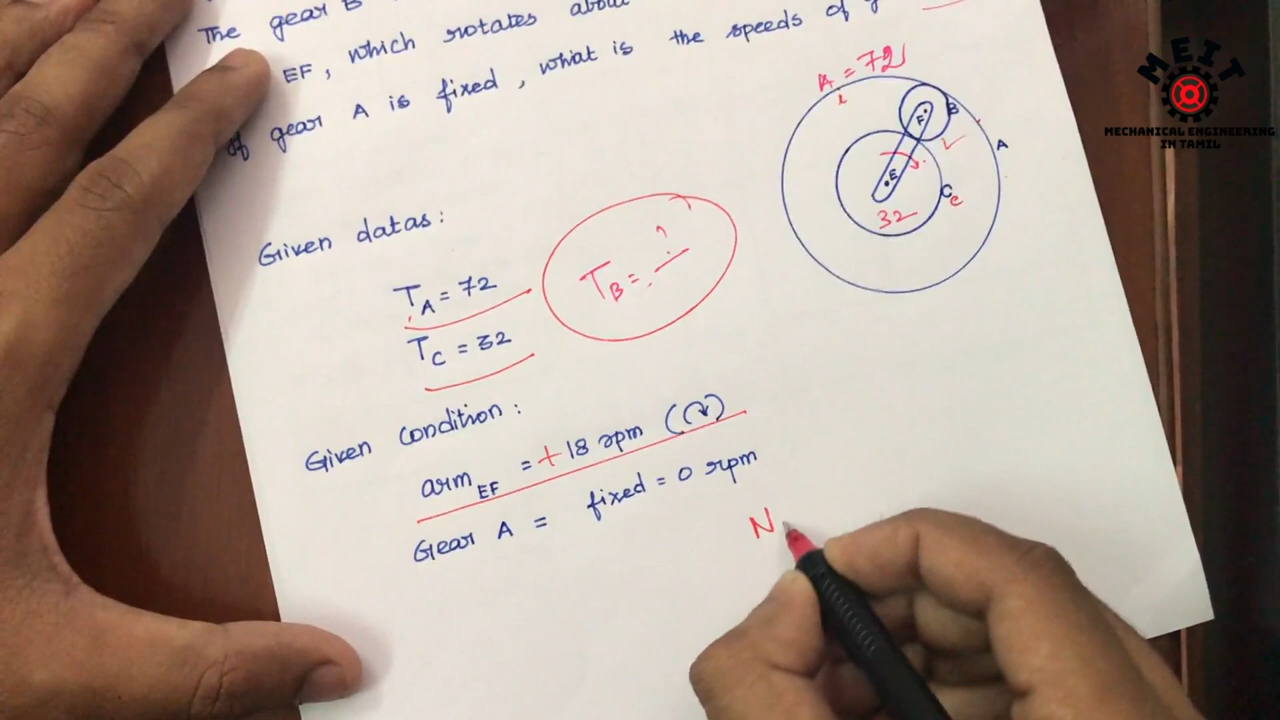 The gear B
EF, which rotates about
of gear A is fixed, what is the speeds of g
A = 72
B
F
A
E
C
32
Given datas:
T_A = 72
T_B = ?
T_C = 32
Given condition:
arm_EF = +18 rpm (↻)
Gear A = fixed = 0 rpm
N
MEIT
MECHANICAL ENGINEERING
IN TAMIL